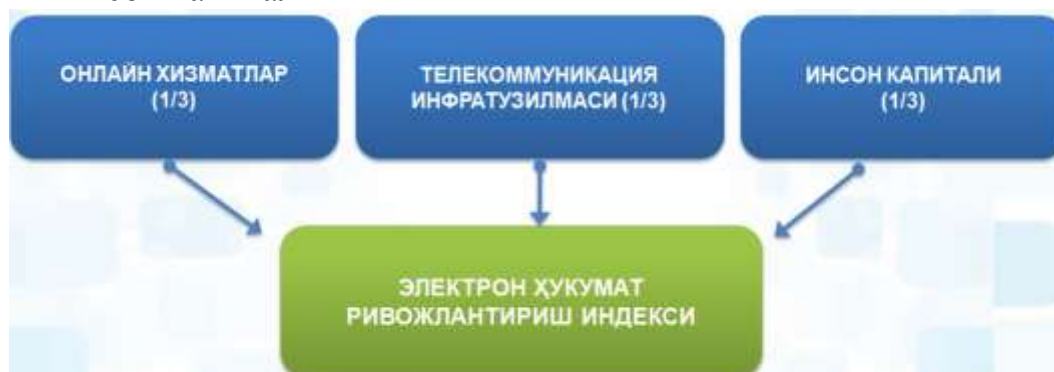 ОНЛАЙН ХИЗМАТЛАР
(1/3)
ТЕЛЕКОММУНИКАЦИЯ
ИНФРАТУЗИЛМАСИ (1/3)
ИНСОН КАПИТАЛИ
(1/3)
ЭЛЕКТРОН ҲУКУМАТ
РИВОЖЛАНТИРИШ ИНДЕКСИ